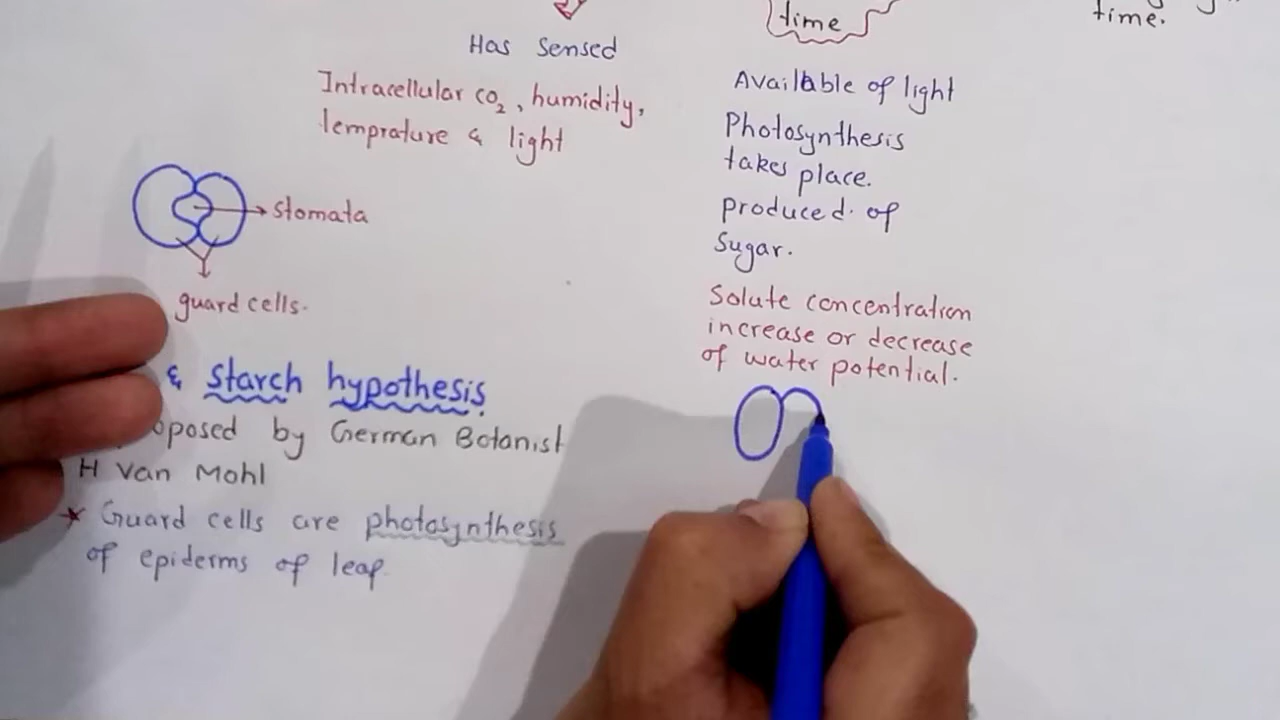 Has Sensed
Intracellular CO2, humidity,
temprature & light
stomata
guard cells.
& starch hypothesis
by German Botanist
H Van Mohl
* Guard cells are photosynthesis
of epiderms of leaf
time
Available of light
Photosynthesis
takes place.
produced. of
Sugar.
Solute concentration
increase or decrease
of water potential.
time.